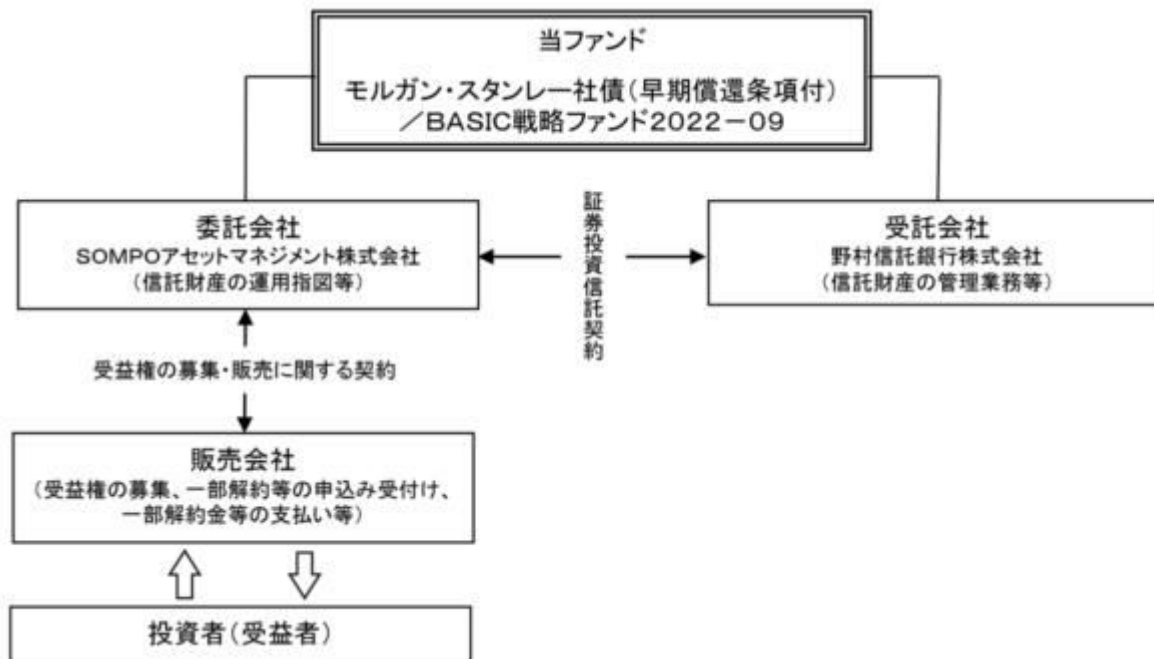 当ファンド
モルガン・スタンレー社債(早期償還条項付)
/BASIC戦略ファンド2022-09
委託会社
SOMPOアセットマネジメント株式会社
(信託財産の運用指図等)
証券投資信託契約
受託会社
野村信託銀行株式会社
(信託財産の管理業務等)
受益権の募集・販売に関する契約
販売会社
(受益権の募集、一部解約等の申込み受付け、
一部解約金等の支払い等)
投資者(受益者)